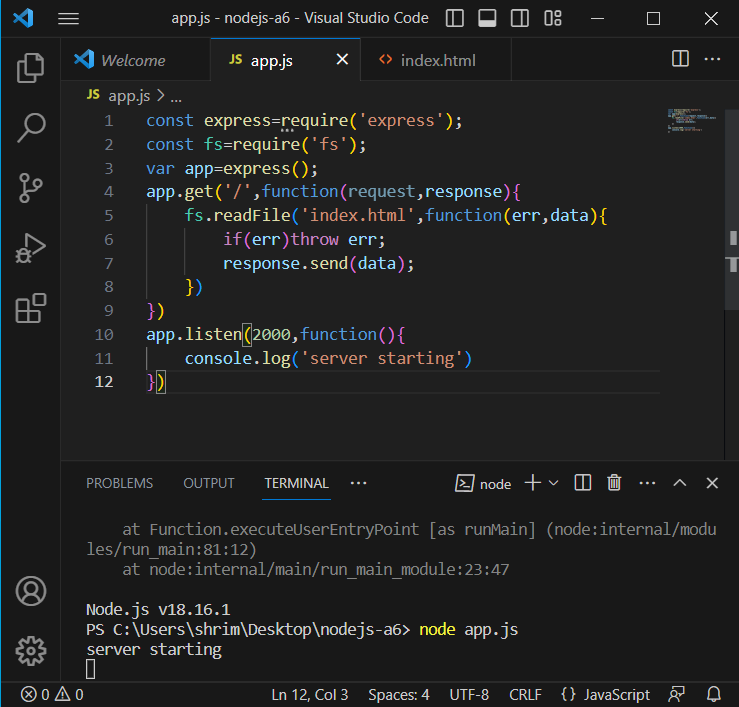 app.js - nodejs-a6 - Visual Studio Code
Welcome
JS app.js
<> index.html
JS app.js > ...
1 const express=require('express');
2 const fs=require('fs');
3 var app=express();
4 app.get('/',function(request,response){
5 fs.readFile('index.html',function(err,data){
6 if(err)throw err;
7 response.send(data);
8 })
9 })
10 app.listen(2000,function(){
11 console.log('server starting')
12 })
PROBLEMS OUTPUT TERMINAL ··· node
at Function.executeUserEntryPoint [as runMain] (node:internal/modu
les/run_main:81:12)
at node:internal/main/run_main_module:23:47
Node.js v18.16.1
PS C:\Users\shrim\Desktop\nodejs-a6> node app.js
server starting
0 0 Ln 12, Col 3 Spaces: 4 UTF-8 CRLF {} JavaScript